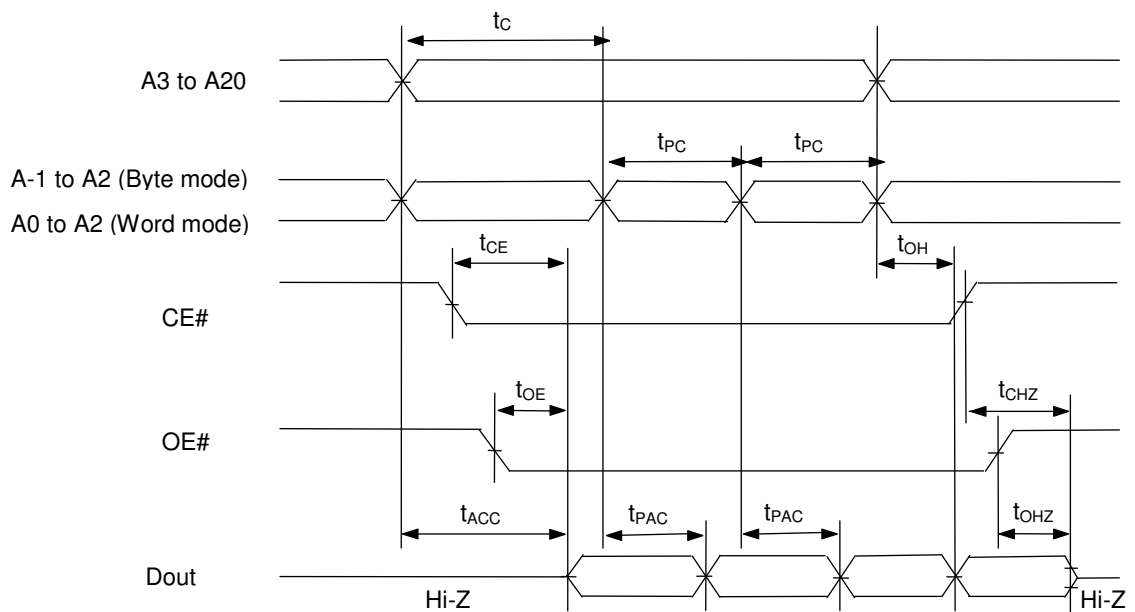 tC
A3 to A20
tPC tPC
A-1 to A2 (Byte mode)
A0 to A2 (Word mode)
tCE
tOH
CE#
tOE
tCHZ
OE#
tACC
tPAC
tPAC
tOHZ
Dout
Hi-Z
Hi-Z